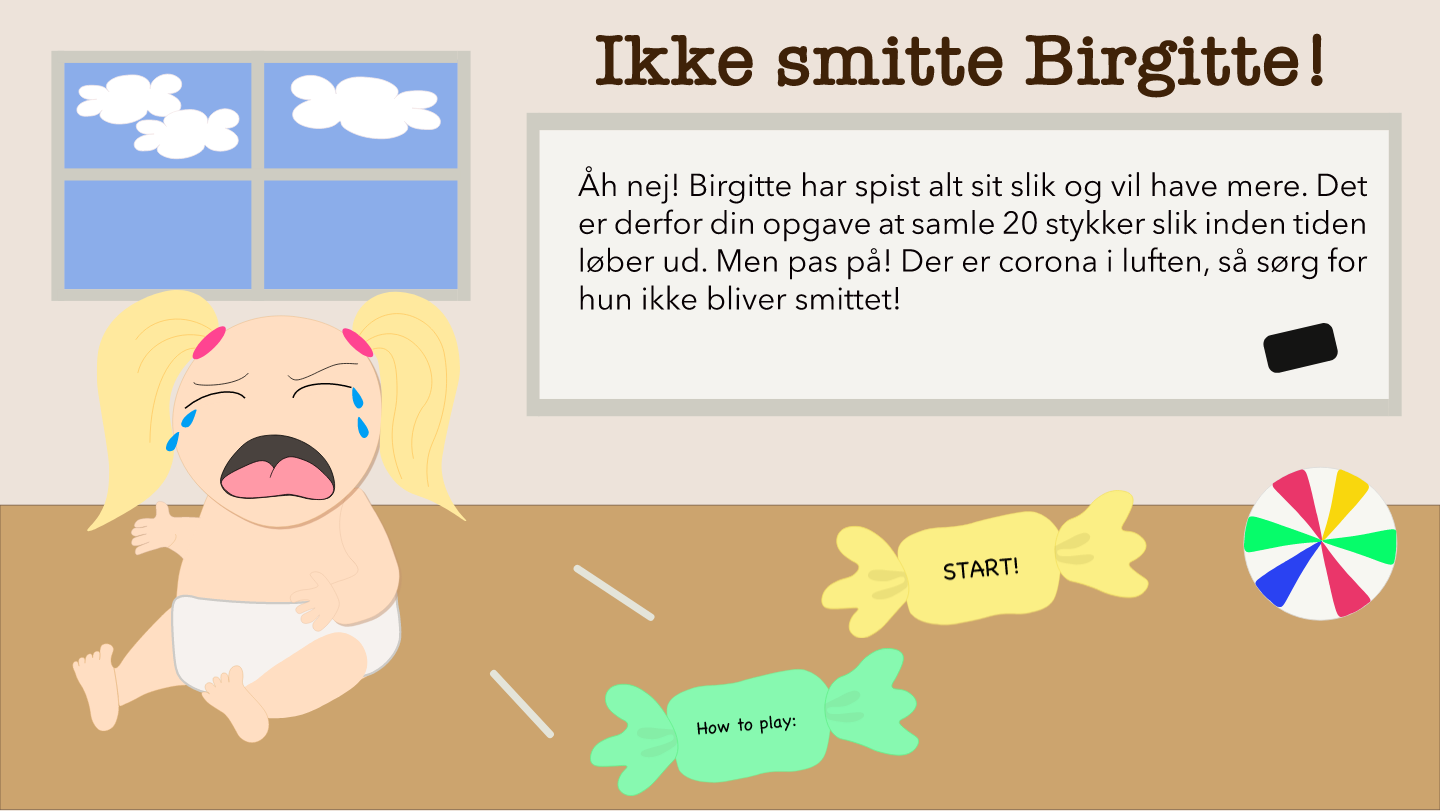 Ikke smitte Birgitte!
Åh nej! Birgitte har spist alt sit slik og vil have mere. Det
er derfor din opgave at samle 20 stykker slik inden tiden
løber ud. Men pas på! Der er corona i luften, så sørg for
hun ikke bliver smittet!
START!
How to play: